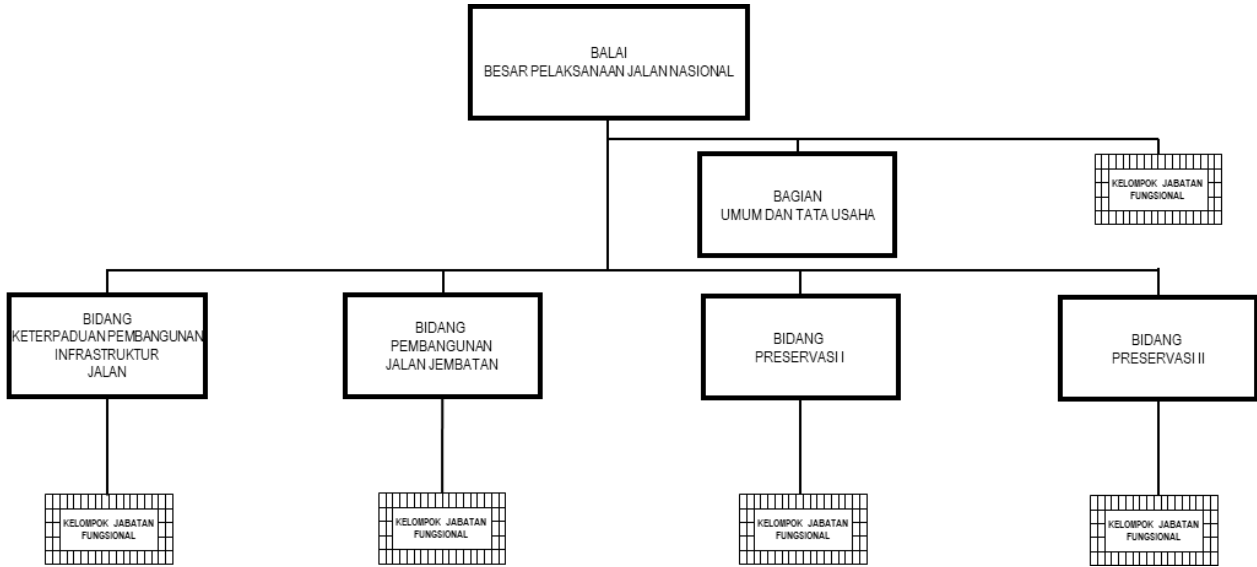 BALAI
BESAR PELAKSANAAN JALAN NASIONAL
BAGIAN
UMUM DAN TATA USAHA
KELOMPOK JABATAN
FUNGSIONAL
BIDANG
KETERPADUAN PEMBANGUNAN
INFRASTRUKTUR
JALAN
BIDANG
PEMBANGUNAN
JALAN JEMBATAN
BIDANG
PRESERVASI I
BIDANG
PRESERVASI II
KELOMPOK JABATAN
FUNGSIONAL
KELOMPOK JABATAN
FUNGSIONAL
KELOMPOK JABATAN
FUNGSIONAL
KELOMPOK JABATAN
FUNGSIONAL